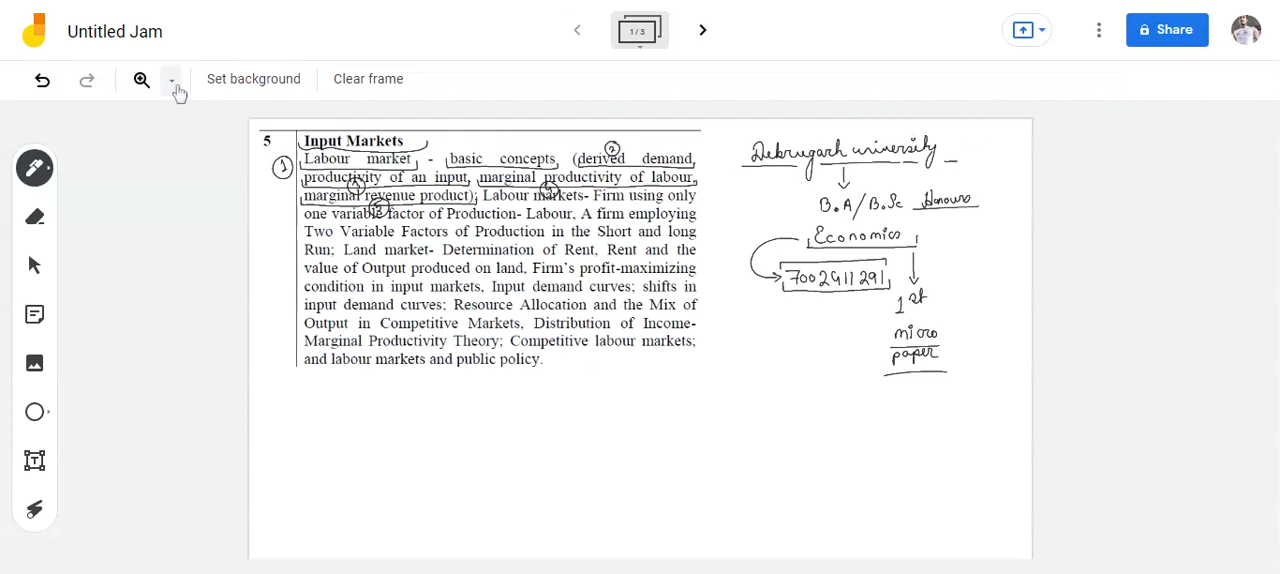 Untitled Jam
1 / 3
Share
Set background
Clear frame
5 Input Markets
① Labour market - basic concepts (derived demand,
productivity of an input, marginal productivity of labour,
marginal revenue product); Labour markets- Firm using only
one variable factor of Production- Labour, A firm employing
Two Variable Factors of Production in the Short and long
Run; Land market- Determination of Rent, Rent and the
value of Output produced on land, Firm's profit-maximizing
condition in input markets, Input demand curves; shifts in
input demand curves; Resource Allocation and the Mix of
Output in Competitive Markets, Distribution of Income-
Marginal Productivity Theory; Competitive labour markets;
and labour markets and public policy.
Debrugarh university
B.A/B.Sc Honours
Economics
7002411291
1st
micro
paper